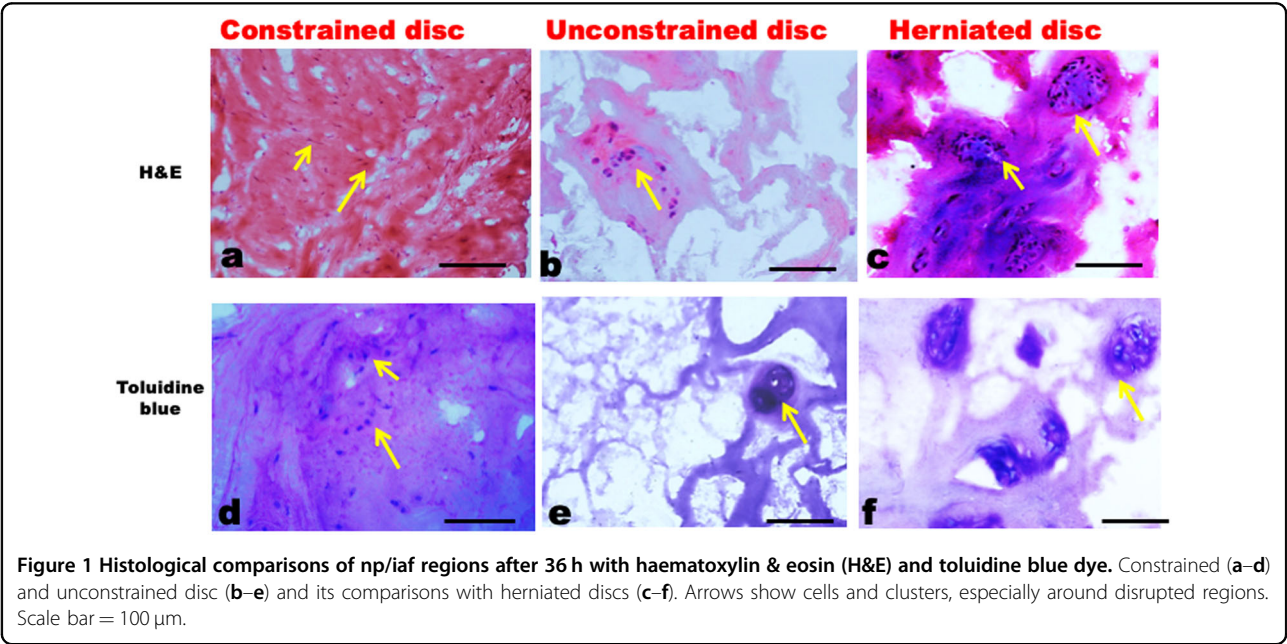 Constrained disc Unconstrained disc Herniated disc
H&E
a b c
Toluidine
blue
d e f
Figure 1 Histological comparisons of np/iaf regions after 36 h with haematoxylin & eosin (H&E) and toluidine blue dye. Constrained (a–d)
and unconstrained disc (b–e) and its comparisons with herniated discs (c–f). Arrows show cells and clusters, especially around disrupted regions.
Scale bar = 100 µm.